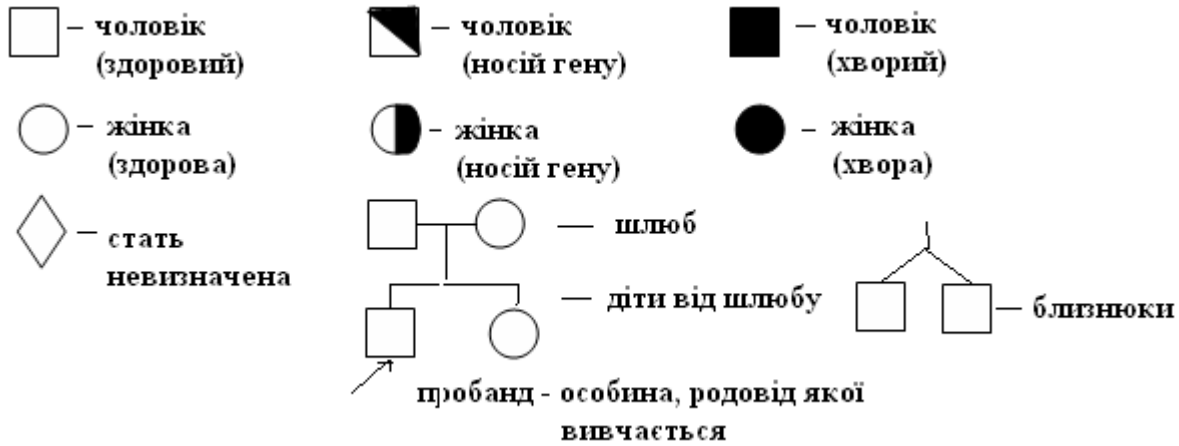 – чоловік
(здоровий)
– чоловік
(носій гену)
– чоловік
(хворий)
– жінка
(здорова)
– жінка
(носій гену)
– жінка
(хвора)
– стать
невизначена
— шлюб
— діти від шлюбу
— близнюки
пробанд - особина, родовід якої
вивчається